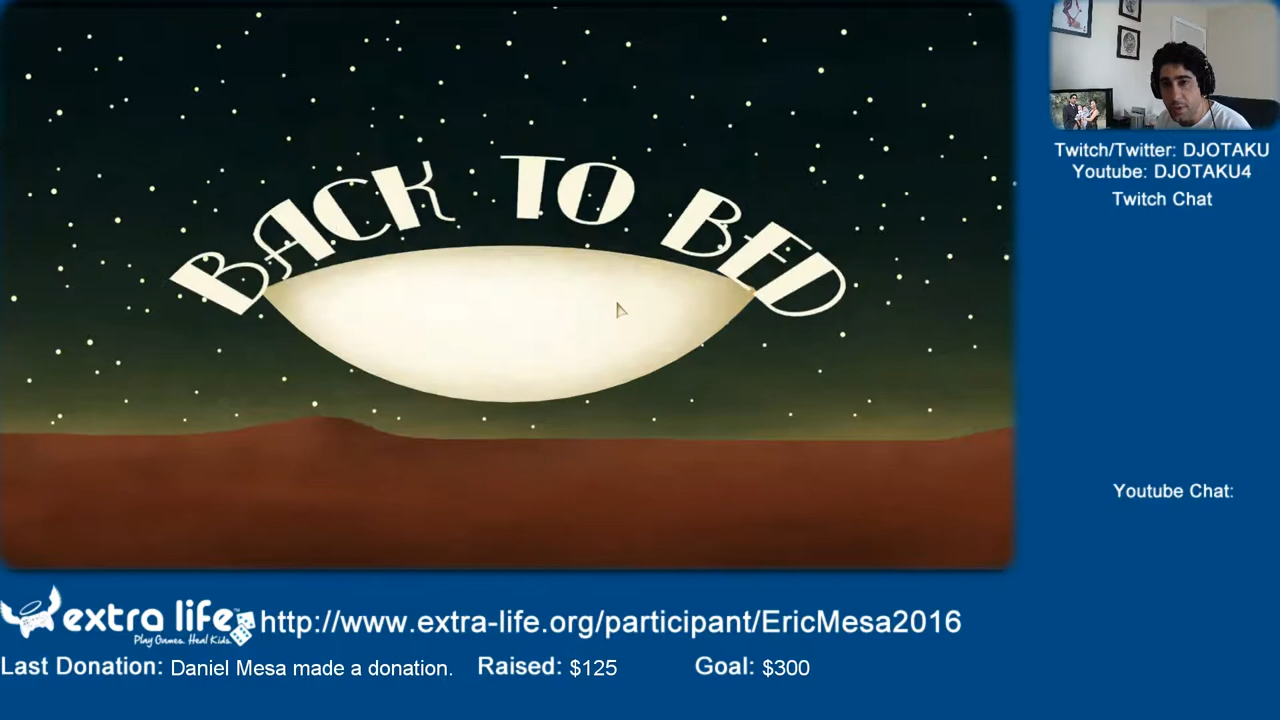 BACK TO BED
Twitch/Twitter: DJOTAKU
Youtube: DJOTAKU4
Twitch Chat
Youtube Chat:
extra life
Play Games. Heal Kids.
http://www.extra-life.org/participant/EricMesa2016
Last Donation: Daniel Mesa made a donation. Raised: $125 Goal: $300